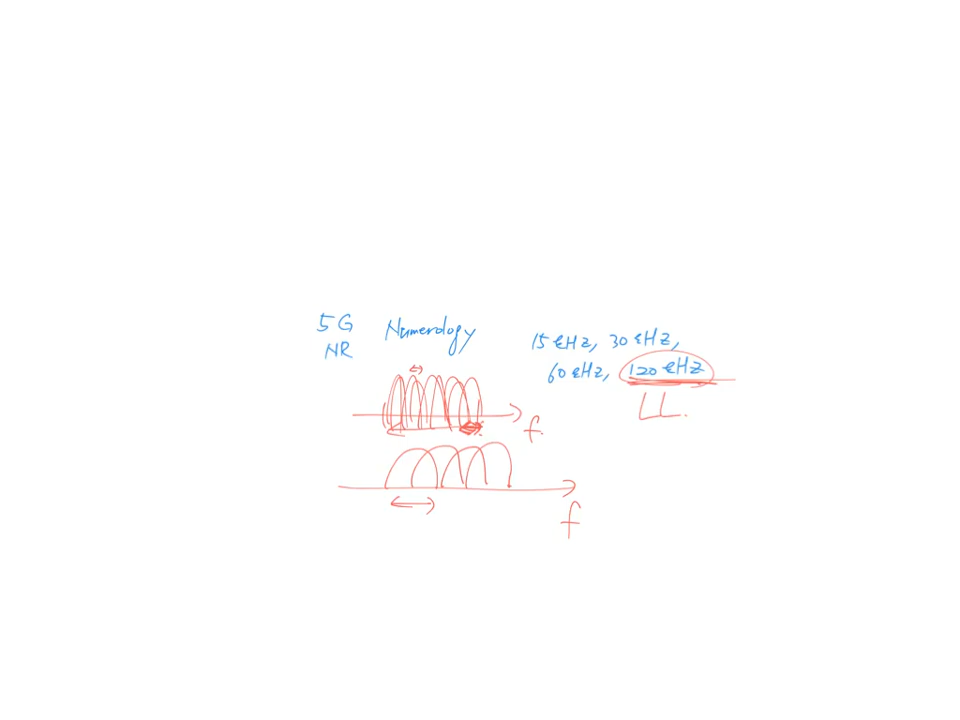 5G Numerology
NR
15 kHz, 30 kHz,
60 kHz, 120 kHz
LL.
f.
f